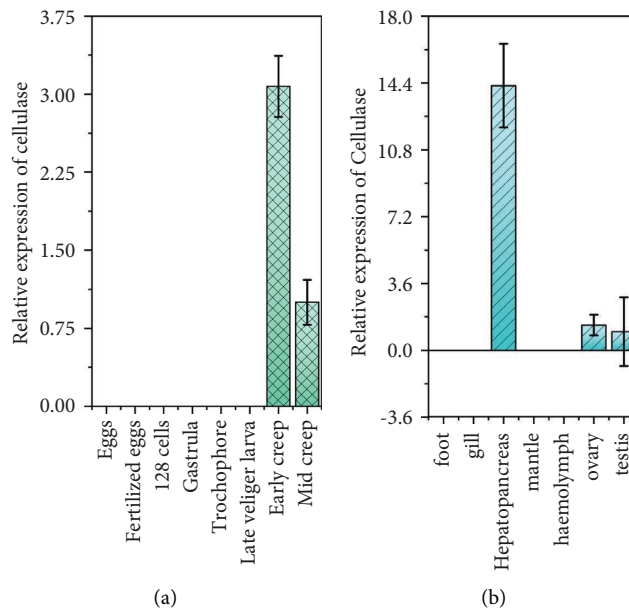 Relative expression of cellulase
3.75
3.00
2.25
1.50
0.75
0.00
Eggs
Fertilized eggs
128 cells
Gastrula
Trochophore
Late veliger larva
Early creep
Mid creep
(a)
Relative expression of Cellulase
18.0
14.4
10.8
7.2
3.6
0.0
-3.6
foot
gill
Hepatopancreas
mantle
haemolymph
ovary
testis
(b)